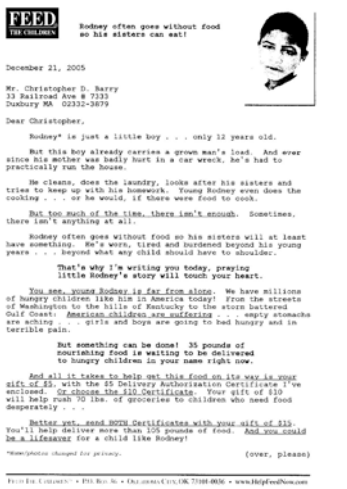 FEED
THE CHILDREN
Rodney often goes without food
so his sisters can eat!
December 21, 2005
Mr. Christopher D. Barry
33 Railroad Ave # 7333
Duxbury MA 02332-3879
Dear Christopher,
Rodney* is just a little boy . . . only 12 years old.
But this boy already carries a grown man's load. And ever
since his mother was badly hurt in a car wreck, he's had to
practically run the house.
He cleans, does the laundry, looks after his sisters and
tries to keep up with his homework. Young Rodney even does the
cooking . . . or he would, if there were food to cook.
But too much of the time, there isn't enough. Sometimes,
there isn't anything at all.
Rodney often goes without food so his sisters will at least
have something. He's worn, tired and burdened beyond his young
years . . . beyond what any child should have to shoulder.
That's why I'm writing you today, praying
little Rodney's story will touch your heart.
You see, young Rodney is far from alone. We have millions
of hungry children like him in America today! From the streets
of Washington to the hills of Kentucky to the storm battered
Gulf Coast: American children are suffering . . . empty stomachs
are aching . . . girls and boys are going to bed hungry and in
terrible pain.
But something can be done! 35 pounds of
nourishing food is waiting to be delivered
to hungry children in your name right now.
And all it takes to help get this food on its way is your
gift of $5, with the $5 Delivery Authorization Certificate I've
enclosed. Or choose the $10 Certificate. Your gift of $10
will help rush 70 lbs. of groceries to children who need food
desperately . . .
Better yet, send BOTH Certificates with your gift of $15.
You'll help deliver more than 105 pounds of food. And you could
be a lifesaver for a child like Rodney!
*Name/photos changed for privacy.
(over, please)
FEED THE CHILDREN • P.O. Box 36 • OKLAHOMA CITY, OK 73101-0036 • www.HelpFeedNow.com